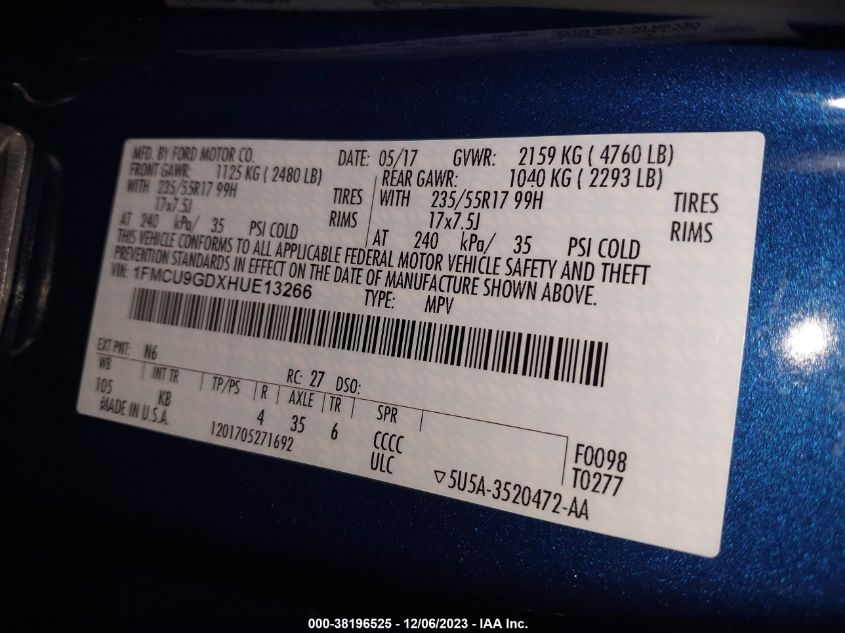 MFD. BY FORD MOTOR CO. DATE: 05/17 GVWR: 2159 KG ( 4760 LB)
FRONT GAWR: 1125 KG ( 2480 LB) REAR GAWR: 1040 KG ( 2293 LB)
WITH 235/55R17 99H TIRES WITH 235/55R17 99H TIRES
17x7.5J RIMS 17x7.5J RIMS
AT 240 kPa/ 35 PSI COLD AT 240 kPa/ 35 PSI COLD
THIS VEHICLE CONFORMS TO ALL APPLICABLE FEDERAL MOTOR VEHICLE SAFETY AND THEFT
PREVENTION STANDARDS IN EFFECT ON THE DATE OF MANUFACTURE SHOWN ABOVE.
VIN: 1FMCU9GDXHUE13266 TYPE: MPV
EXT PNT: N6 RC: 27 DSO:
WB INT TR TP/PS R AXLE TR SPR
105 KB 4 35 6 CCCC F0098
MADE IN U.S.A. 1201705271692 ULC T0277
▽5U5A-3520472-AA
000-38196525 - 12/06/2023 - IAA Inc.